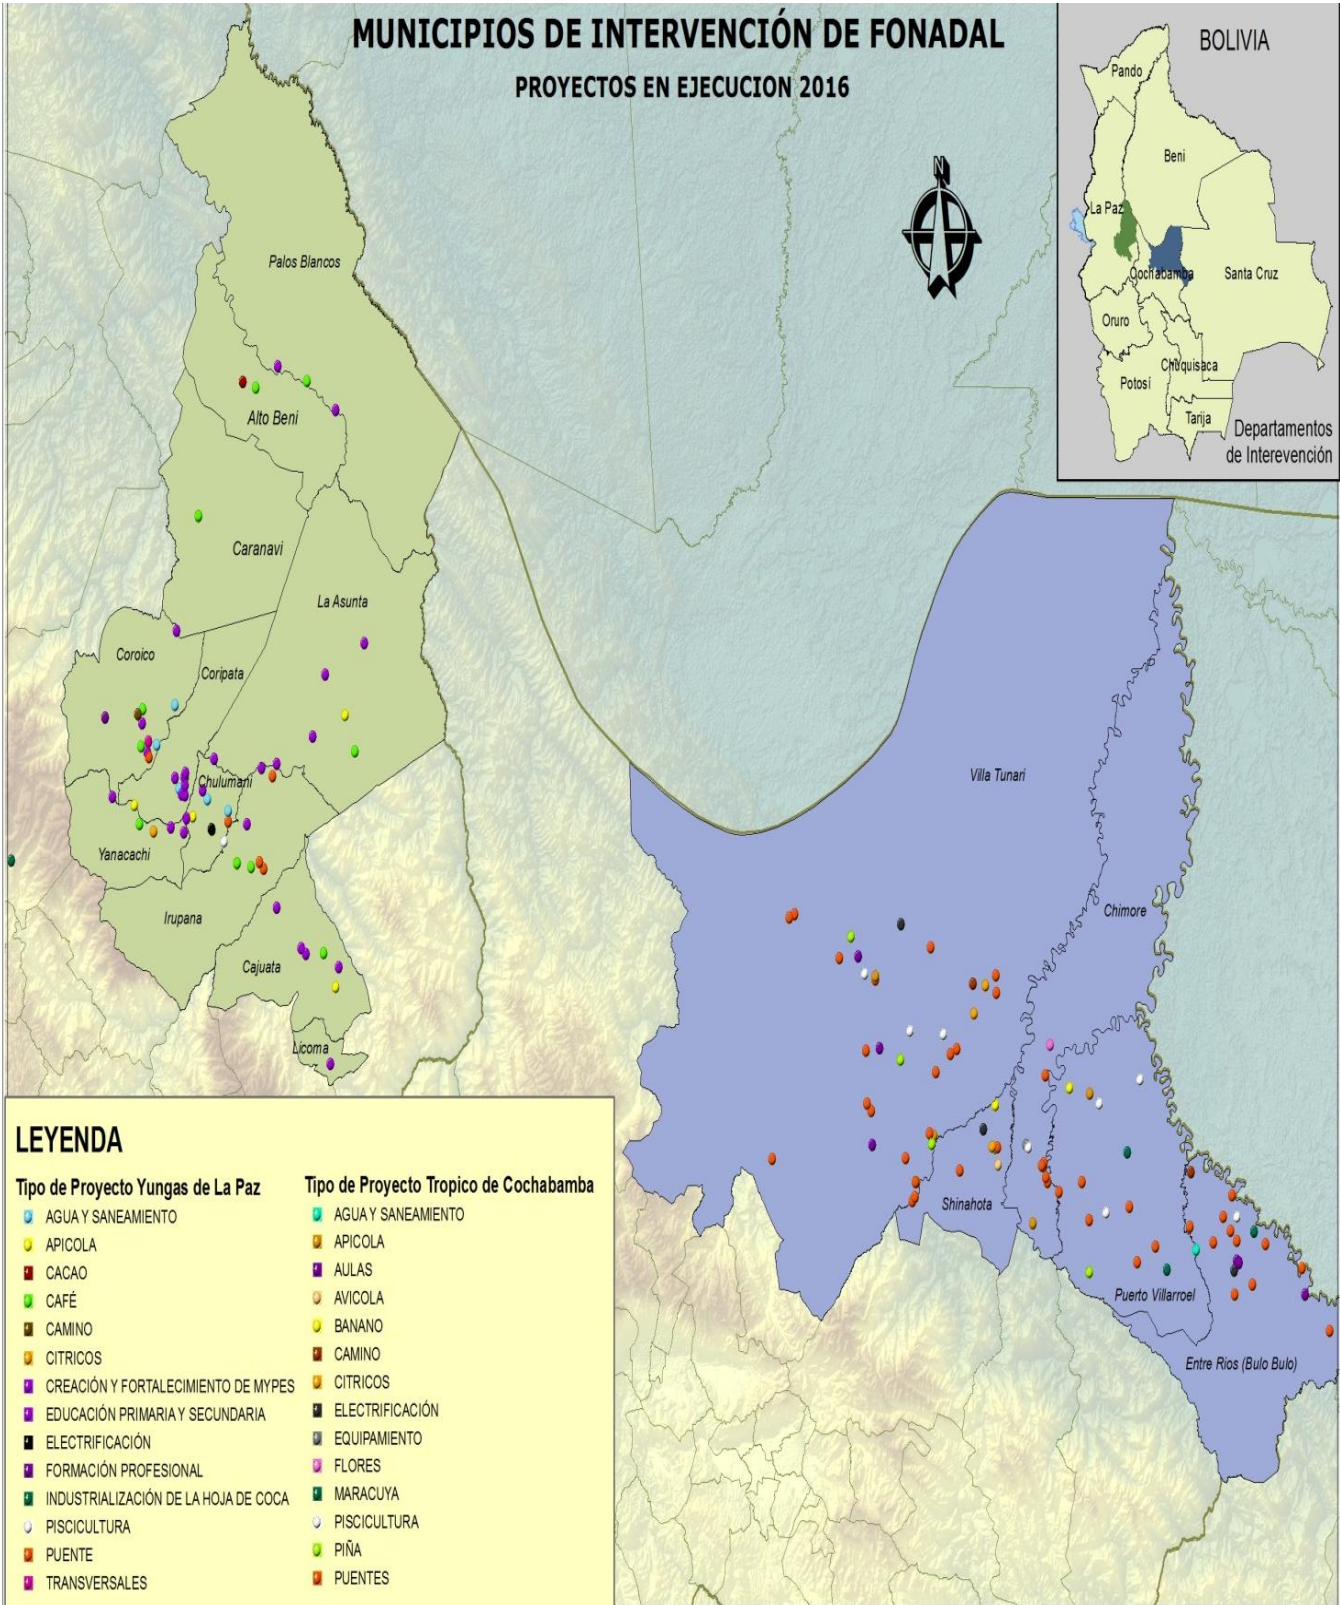 MUNICIPIOS DE INTERVENCIÓN DE FONADAL
PROYECTOS EN EJECUCION 2016
N
BOLIVIA
Pando
Beni
La Paz
Cochabamba
Santa Cruz
Oruro
Chuquisaca
Potosí
Tarija
Departamentos
de Interevención
Palos Blancos
Alto Beni
Caranavi
La Asunta
Coroico
Coripata
Chulumani
Yanacachi
Irupana
Cajuata
Licoma
Villa Tunari
Chimore
Shinahota
Puerto Villarroel
Entre Rios (Bulo Bulo)
LEYENDA
Tipo de Proyecto Yungas de La Paz
AGUA Y SANEAMIENTO
APICOLA
CACAO
CAFÉ
CAMINO
CITRICOS
CREACIÓN Y FORTALECIMIENTO DE MYPES
EDUCACIÓN PRIMARIA Y SECUNDARIA
ELECTRIFICACIÓN
FORMACIÓN PROFESIONAL
INDUSTRIALIZACIÓN DE LA HOJA DE COCA
PISCICULTURA
PUENTE
TRANSVERSALES
Tipo de Proyecto Tropico de Cochabamba
AGUA Y SANEAMIENTO
APICOLA
AULAS
AVICOLA
BANANO
CAMINO
CITRICOS
ELECTRIFICACIÓN
EQUIPAMIENTO
FLORES
MARACUYA
PISCICULTURA
PIÑA
PUENTES